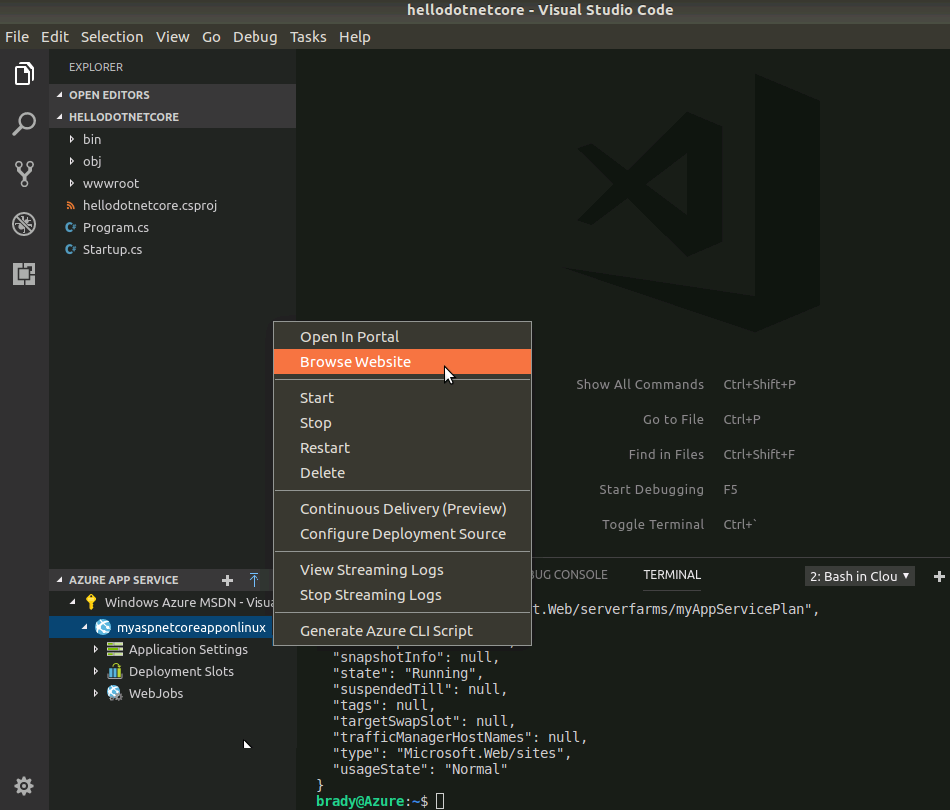 hellodotnetcore - Visual Studio Code
File Edit Selection View Go Debug Tasks Help
EXPLORER
OPEN EDITORS
HELLODOTNETCORE
bin
obj
wwwroot
hellodotnetcore.csproj
C# Program.cs
C# Startup.cs
Open In Portal
Browse Website
Start
Stop
Restart
Delete
Continuous Delivery (Preview)
Configure Deployment Source
View Streaming Logs
Stop Streaming Logs
Generate Azure CLI Script
Show All Commands Ctrl+Shift+P
Go to File Ctrl+P
Find in Files Ctrl+Shift+F
Start Debugging F5
Toggle Terminal Ctrl+`
AZURE APP SERVICE
Windows Azure MSDN - Visua
myaspnetcoreapponlinux
Application Settings
Deployment Slots
WebJobs
BUG CONSOLE TERMINAL 2: Bash in Clou
t.Web/serverfarms/myAppServicePlan",
"snapshotInfo": null,
"state": "Running",
"suspendedTill": null,
"tags": null,
"targetSwapSlot": null,
"trafficManagerHostNames": null,
"type": "Microsoft.Web/sites",
"usageState": "Normal"
}
brady@Azure:~$